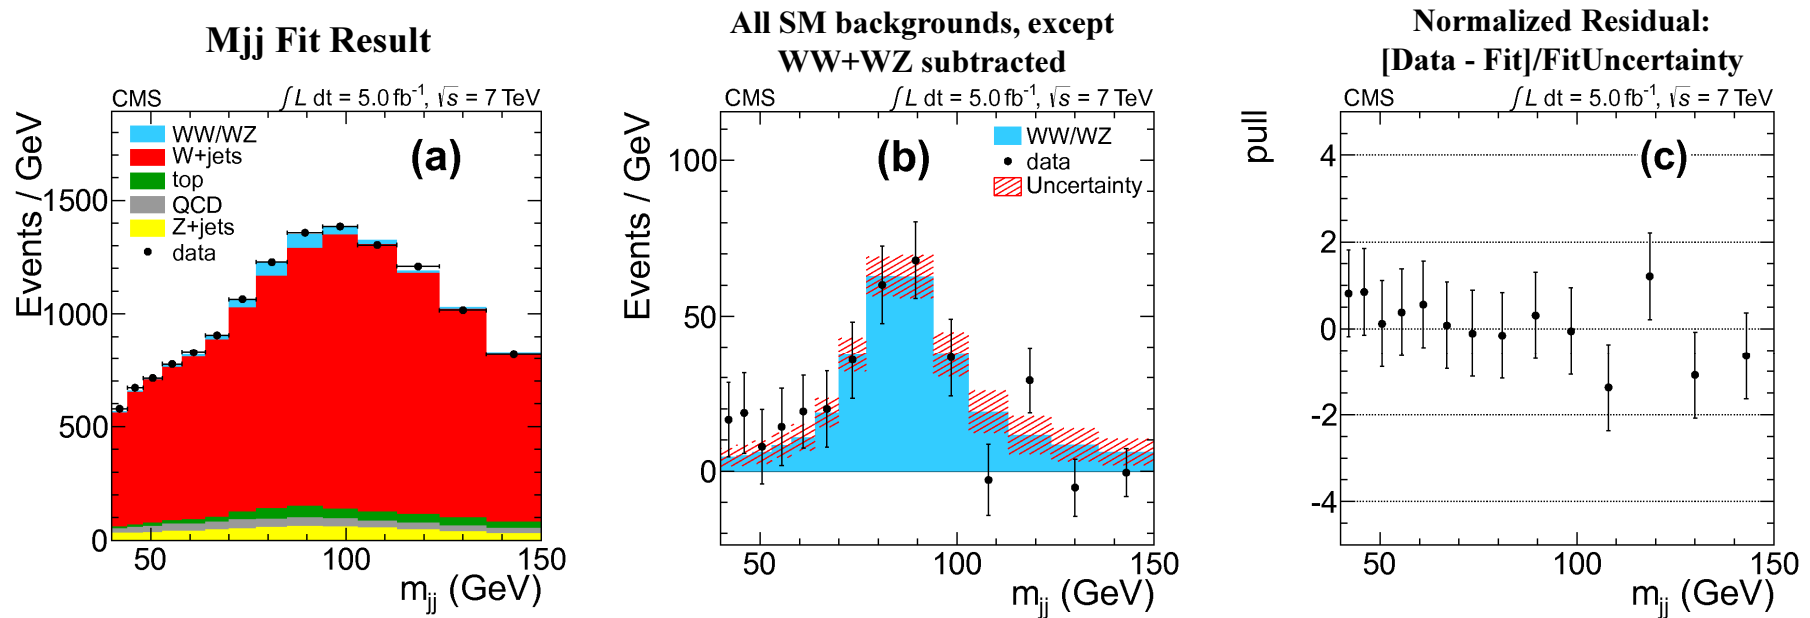 Mjj Fit Result
CMS ∫L dt = 5.0 fb⁻¹, √s = 7 TeV
Events / GeV
(a)
WW/WZ
W+jets
top
QCD
Z+jets
data
1500
1000
500
0
50 100 150
m_jj (GeV)
All SM backgrounds, except
WW+WZ subtracted
CMS ∫L dt = 5.0 fb⁻¹, √s = 7 TeV
Events / GeV
(b)
WW/WZ
data
Uncertainty
100
50
0
50 100 150
m_jj (GeV)
Normalized Residual:
[Data - Fit]/FitUncertainty
CMS ∫L dt = 5.0 fb⁻¹, √s = 7 TeV
pull
(c)
4
2
0
-2
-4
50 100 150
m_jj (GeV)